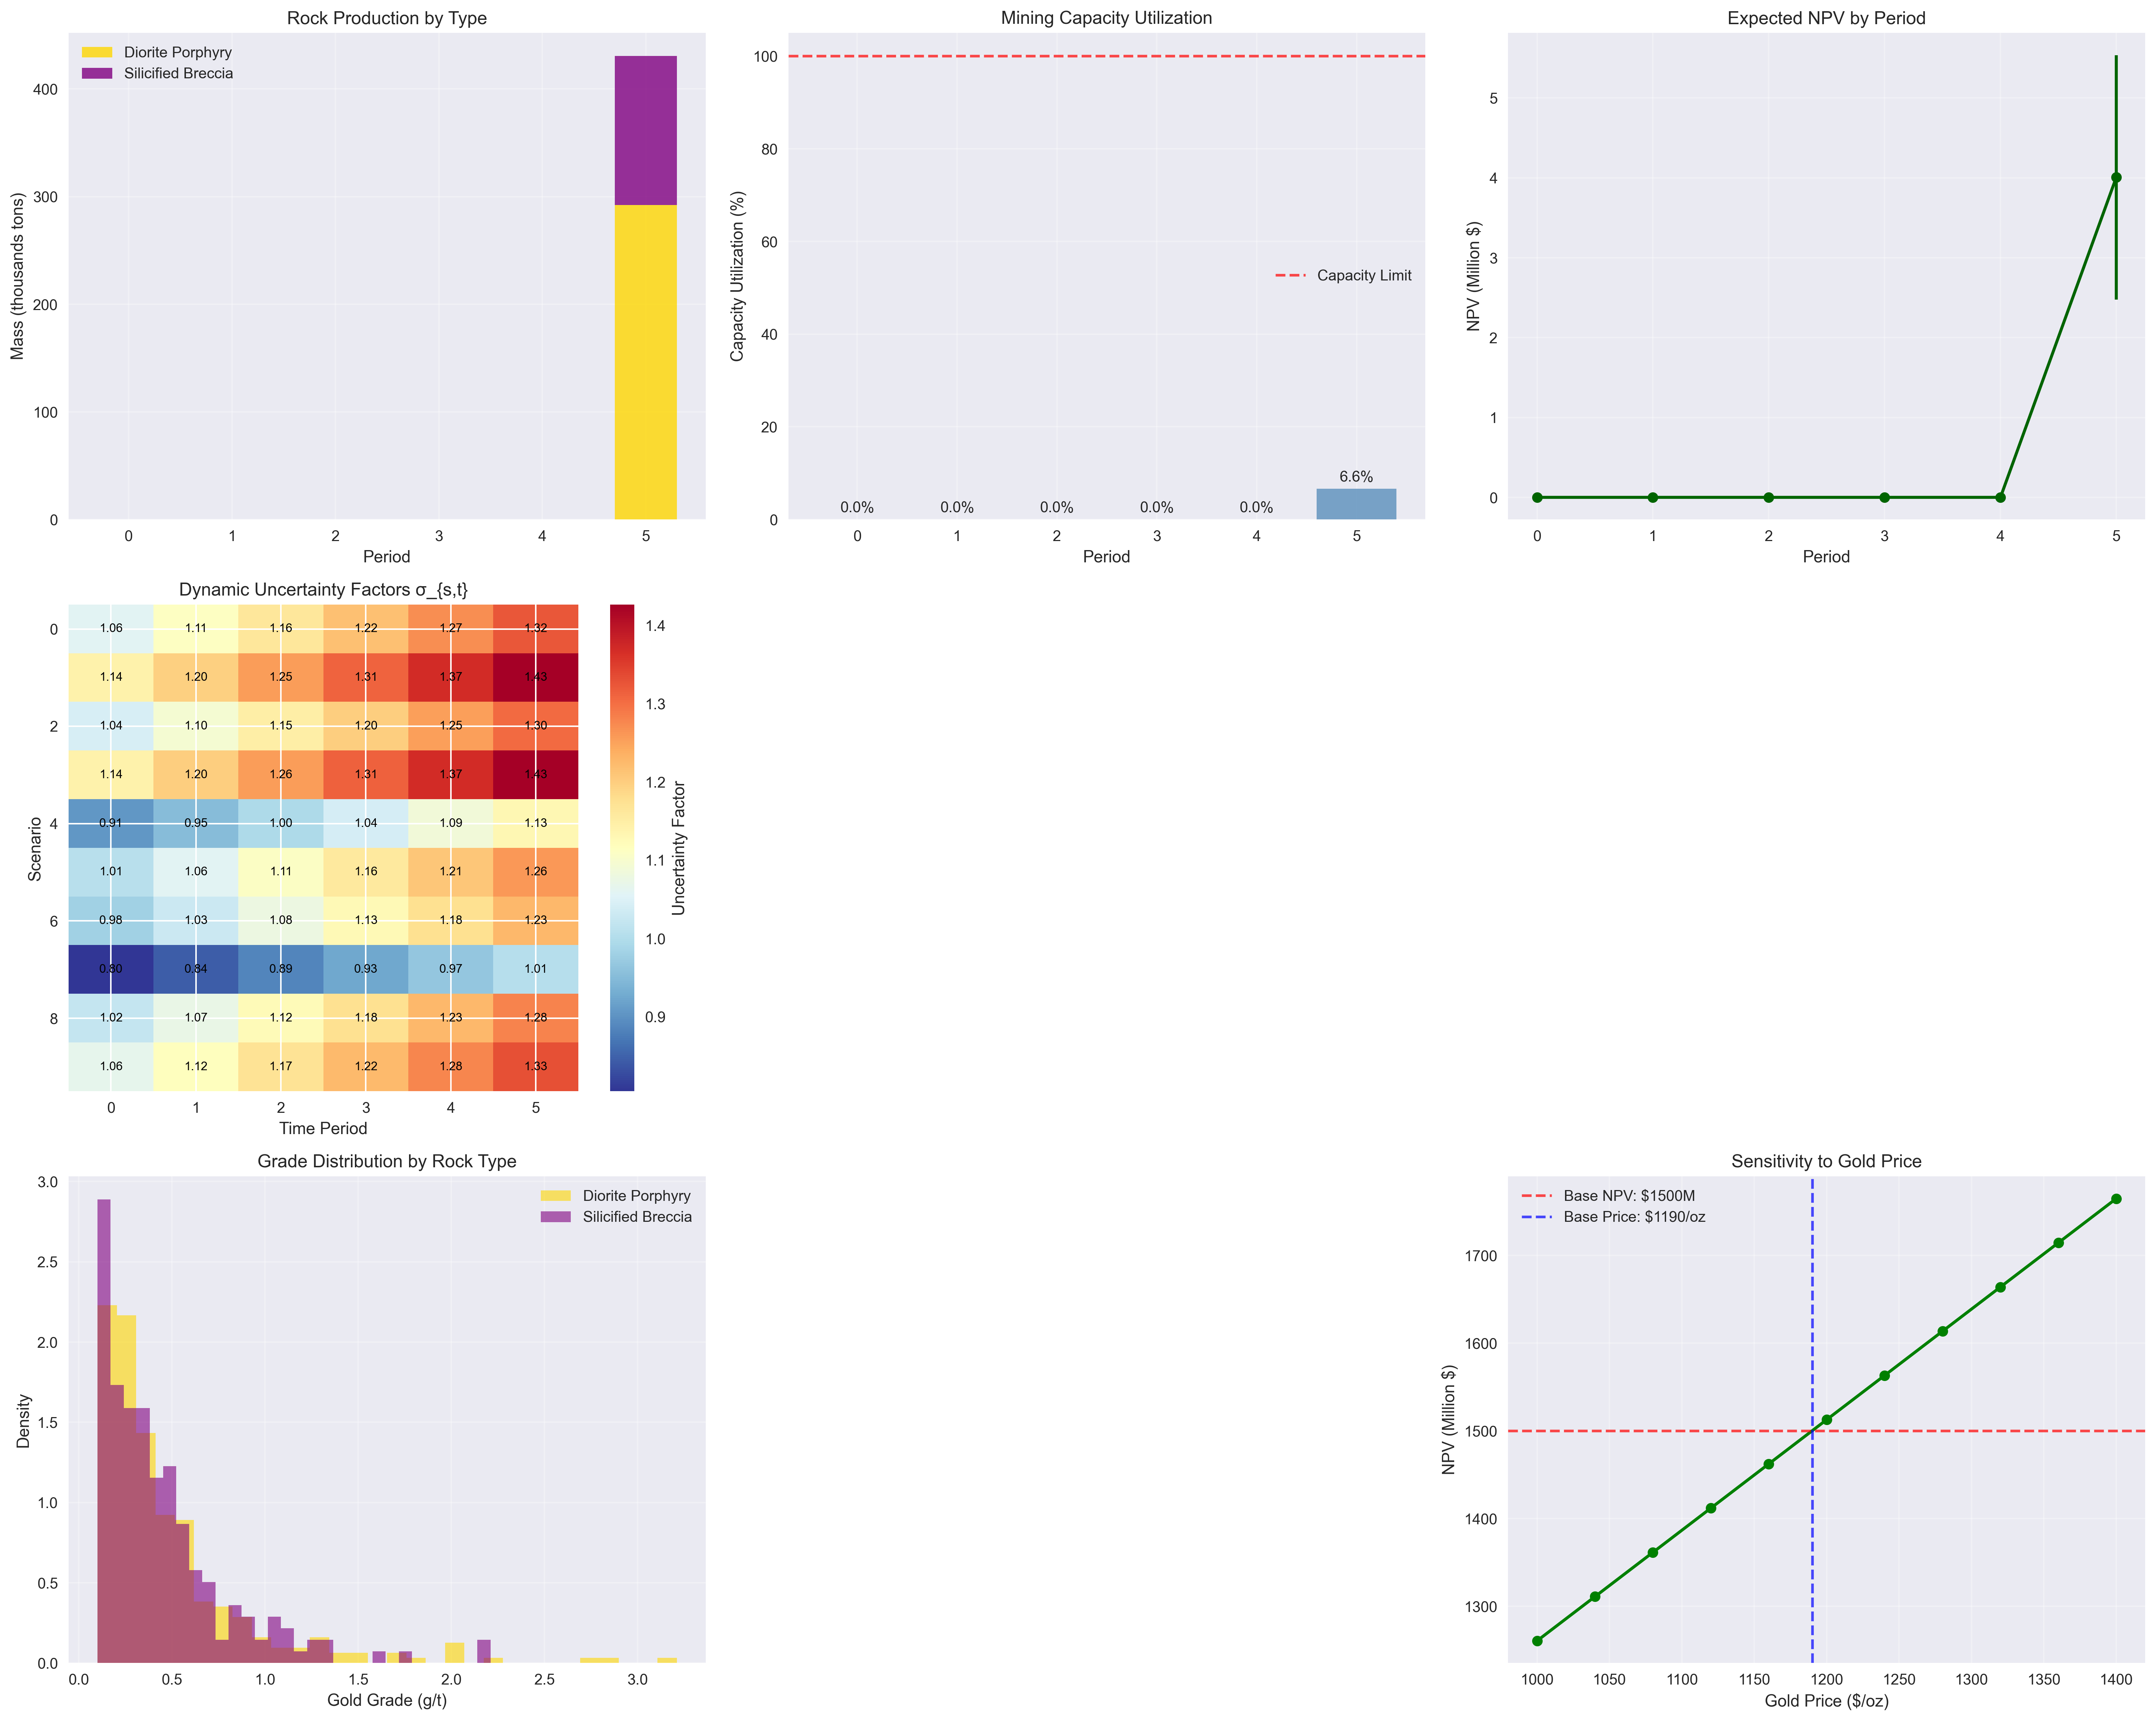 Rock Production by Type
Diorite Porphyry
Silicified Breccia
400
300
200
100
0
Mass (thousands tons)
0 1 2 3 4 5
Period
Mining Capacity Utilization
100
80
60
40
20
0
Capacity Utilization (%)
Capacity Limit
0.0% 0.0% 0.0% 0.0% 0.0% 6.6%
0 1 2 3 4 5
Period
Expected NPV by Period
5
4
3
2
1
0
NPV (Million $)
0 1 2 3 4 5
Period
Dynamic Uncertainty Factors σ_{s,t}
0
2
4
6
8
Scenario
1.06 1.11 1.16 1.22 1.27 1.32
1.14 1.20 1.25 1.31 1.37 1.43
1.04 1.10 1.15 1.20 1.25 1.30
1.14 1.20 1.26 1.31 1.37 1.43
0.91 0.95 1.00 1.04 1.09 1.13
1.01 1.06 1.11 1.16 1.21 1.26
0.98 1.03 1.08 1.13 1.18 1.23
0.80 0.84 0.89 0.93 0.97 1.01
1.02 1.07 1.12 1.18 1.23 1.28
1.06 1.12 1.17 1.22 1.28 1.33
0 1 2 3 4 5
Time Period
1.4
1.3
1.2
1.1
1.0
0.9
Uncertainty Factor
Grade Distribution by Rock Type
Diorite Porphyry
Silicified Breccia
3.0
2.5
2.0
1.5
1.0
0.5
0.0
Density
0.0 0.5 1.0 1.5 2.0 2.5 3.0
Gold Grade (g/t)
Sensitivity to Gold Price
Base NPV: $1500M
Base Price: $1190/oz
1700
1600
1500
1400
1300
NPV (Million $)
1000 1050 1100 1150 1200 1250 1300 1350 1400
Gold Price ($/oz)